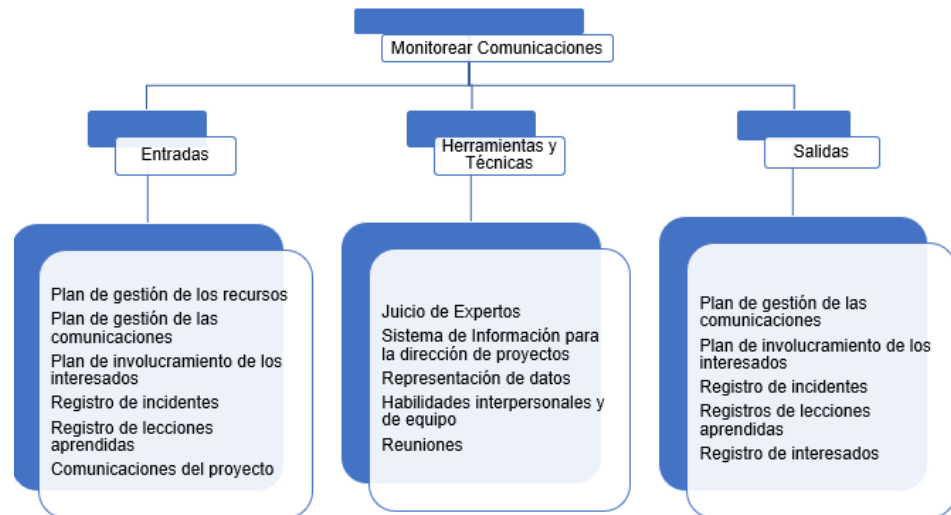 Monitorear Comunicaciones
Entradas
Herramientas y
Técnicas
Salidas
Plan de gestión de los recursos
Plan de gestión de las
comunicaciones
Plan de involucramiento de los
interesados
Registro de incidentes
Registro de lecciones
aprendidas
Comunicaciones del proyecto
Juicio de Expertos
Sistema de Información para
la dirección de proyectos
Representación de datos
Habilidades interpersonales y
de equipo
Reuniones
Plan de gestión de las
comunicaciones
Plan de involucramiento de los
interesados
Registro de incidentes
Registros de lecciones
aprendidas
Registro de interesados